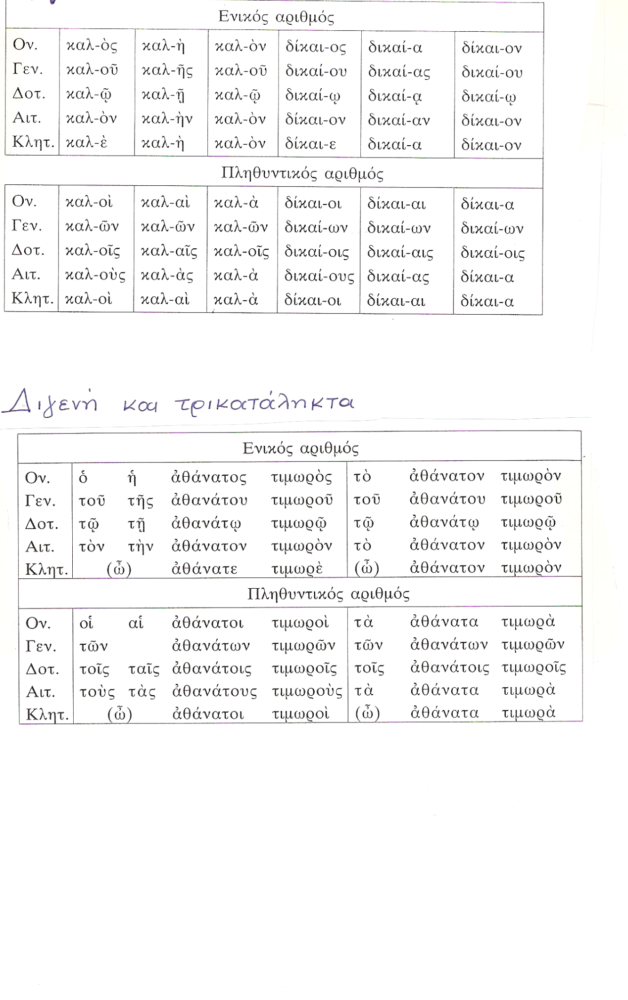 Ενικός αριθμός
Ον. καλ-ὸς καλ-ὴ καλ-ὸν δίκαι-ος δικαί-α δίκαι-ον
Γεν. καλ-οῦ καλ-ῆς καλ-οῦ δικαί-ου δικαί-ας δικαί-ου
Δοτ. καλ-ῷ καλ-ῇ καλ-ῷ δικαί-ῳ δικαί-ᾳ δικαί-ῳ
Αιτ. καλ-ὸν καλ-ὴν καλ-ὸν δίκαι-ον δικαί-αν δίκαι-ον
Κλητ. καλ-ὲ καλ-ὴ καλ-ὸν δίκαι-ε δικαί-α δίκαι-ον
Πληθυντικός αριθμός
Ον. καλ-οὶ καλ-αὶ καλ-ὰ δίκαι-οι δίκαι-αι δίκαι-α
Γεν. καλ-ῶν καλ-ῶν καλ-ῶν δικαί-ων δικαί-ων δικαί-ων
Δοτ. καλ-οῖς καλ-αῖς καλ-οῖς δικαί-οις δικαί-αις δικαί-οις
Αιτ. καλ-οὺς καλ-ὰς καλ-ὰ δικαί-ους δικαί-ας δίκαι-α
Κλητ. καλ-οὶ καλ-αὶ καλ-ὰ δίκαι-οι δίκαι-αι δίκαι-α
Διγενή και τρικατάληκτα
Ενικός αριθμός
Ον. ὁ ἡ ἀθάνατος τιμωρὸς τὸ ἀθάνατον τιμωρὸν
Γεν. τοῦ τῆς ἀθανάτου τιμωροῦ τοῦ ἀθανάτου τιμωροῦ
Δοτ. τῷ τῇ ἀθανάτῳ τιμωρῷ τῷ ἀθανάτῳ τιμωρῷ
Αιτ. τὸν τὴν ἀθάνατον τιμωρὸν τὸ ἀθάνατον τιμωρὸν
Κλητ. (ὦ) ἀθάνατε τιμωρὲ (ὦ) ἀθάνατον τιμωρὸν
Πληθυντικός αριθμός
Ον. οἱ αἱ ἀθάνατοι τιμωροὶ τὰ ἀθάνατα τιμωρὰ
Γεν. τῶν ἀθανάτων τιμωρῶν τῶν ἀθανάτων τιμωρῶν
Δοτ. τοῖς ταῖς ἀθανάτοις τιμωροῖς τοῖς ἀθανάτοις τιμωροῖς
Αιτ. τοὺς τὰς ἀθανάτους τιμωροὺς τὰ ἀθάνατα τιμωρὰ
Κλητ. (ὦ) ἀθάνατοι τιμωροὶ (ὦ) ἀθάνατα τιμωρὰ